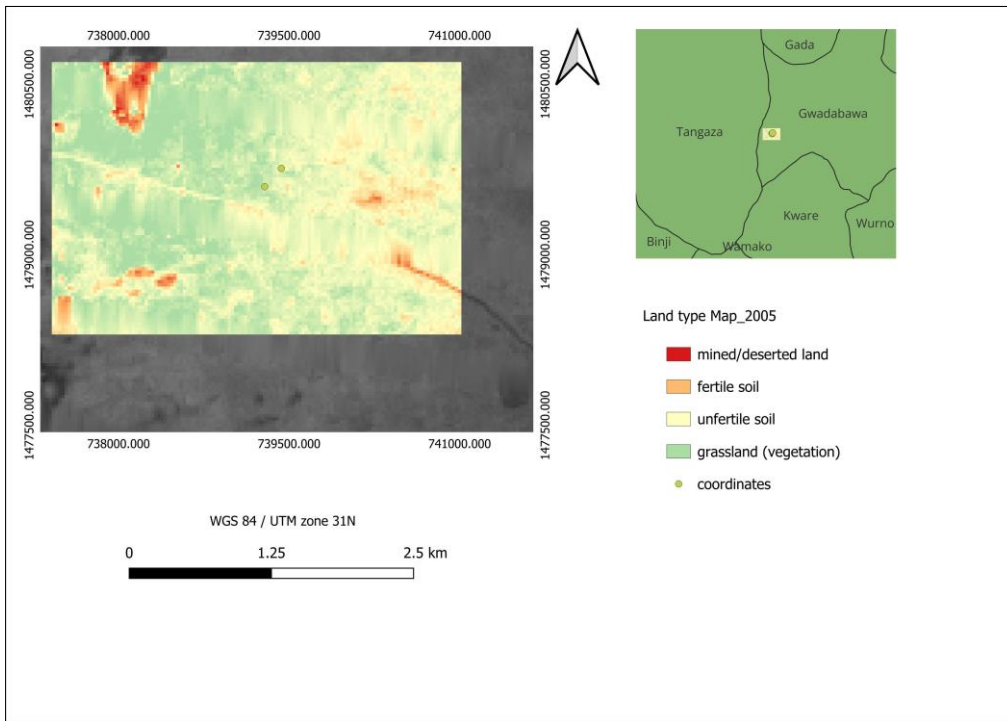 738000.000 739500.000 741000.000
1480500.000 1480500.000
1479000.000 1479000.000
1477500.000 1477500.000
738000.000 739500.000 741000.000
Gada
Gwadabawa
Tangaza
Kware
Wurno
Binji
Wamako
Land type Map_2005
mined/deserted land
fertile soil
unfertile soil
grassland (vegetation)
coordinates
WGS 84 / UTM zone 31N
0 1.25 2.5 km